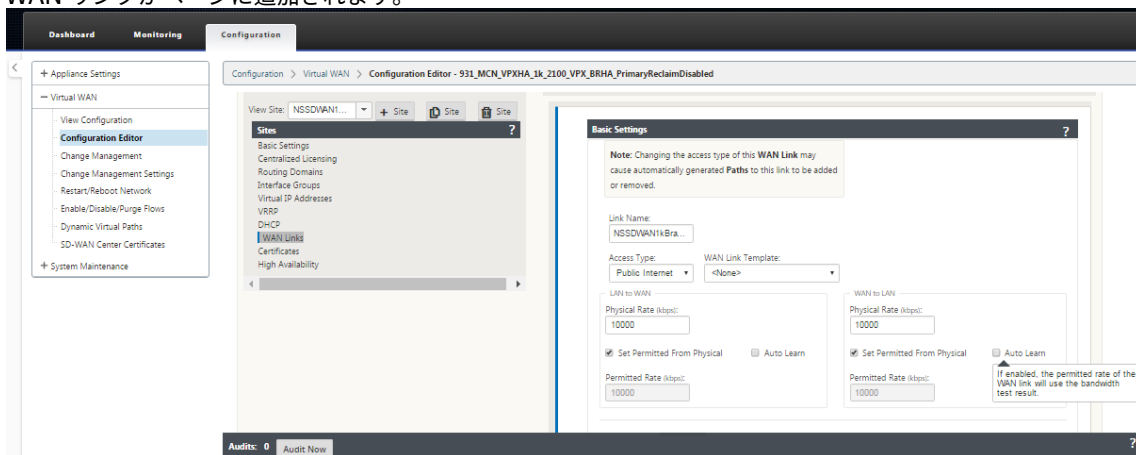 WAN リンクがページに追加されます。
Dashboard Monitoring Configuration
+ Appliance Settings
− Virtual WAN
View Configuration
Configuration Editor
Change Management
Change Management Settings
Restart/Reboot Network
Enable/Disable/Purge Flows
Dynamic Virtual Paths
SD-WAN Center Certificates
+ System Maintenance
Configuration > Virtual WAN > Configuration Editor - 931_MCN_VPXHA_1k_2100_VPX_BRHA_PrimaryReclaimDisabled
View Site: NSSDWAN1... + Site Site Site
Sites ?
Basic Settings
Centralized Licensing
Routing Domains
Interface Groups
Virtual IP Addresses
VRRP
DHCP
WAN Links
Certificates
High Availability
Basic Settings ?
Note: Changing the access type of this WAN Link may
cause automatically generated Paths to this link to be added
or removed.
Link Name:
NSSDWAN1kBra...
Access Type: WAN Link Template:
Public Internet <None>
LAN to WAN
Physical Rate (kbps):
10000
Set Permitted From Physical Auto Learn
Permitted Rate (kbps):
10000
WAN to LAN
Physical Rate (kbps):
10000
Set Permitted From Physical Auto Learn
If enabled, the permitted rate of the
WAN link will use the bandwidth
test result.
Permitted Rate (kbps):
10000
Audits: 0 Audit Now ?